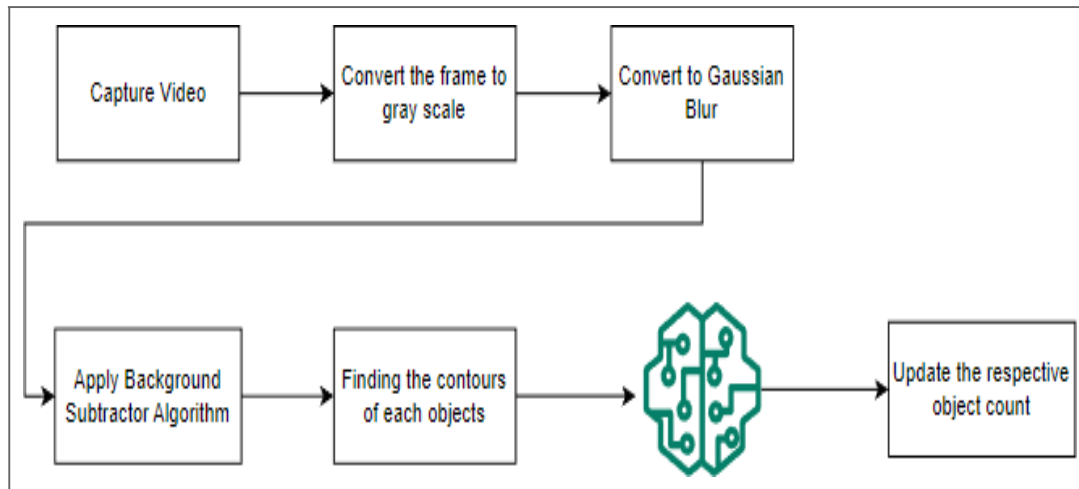 Capture Video
Convert the frame to
gray scale
Convert to Gaussian
Blur
Apply Background
Subtractor Algorithm
Finding the contours
of each objects
Update the respective
object count